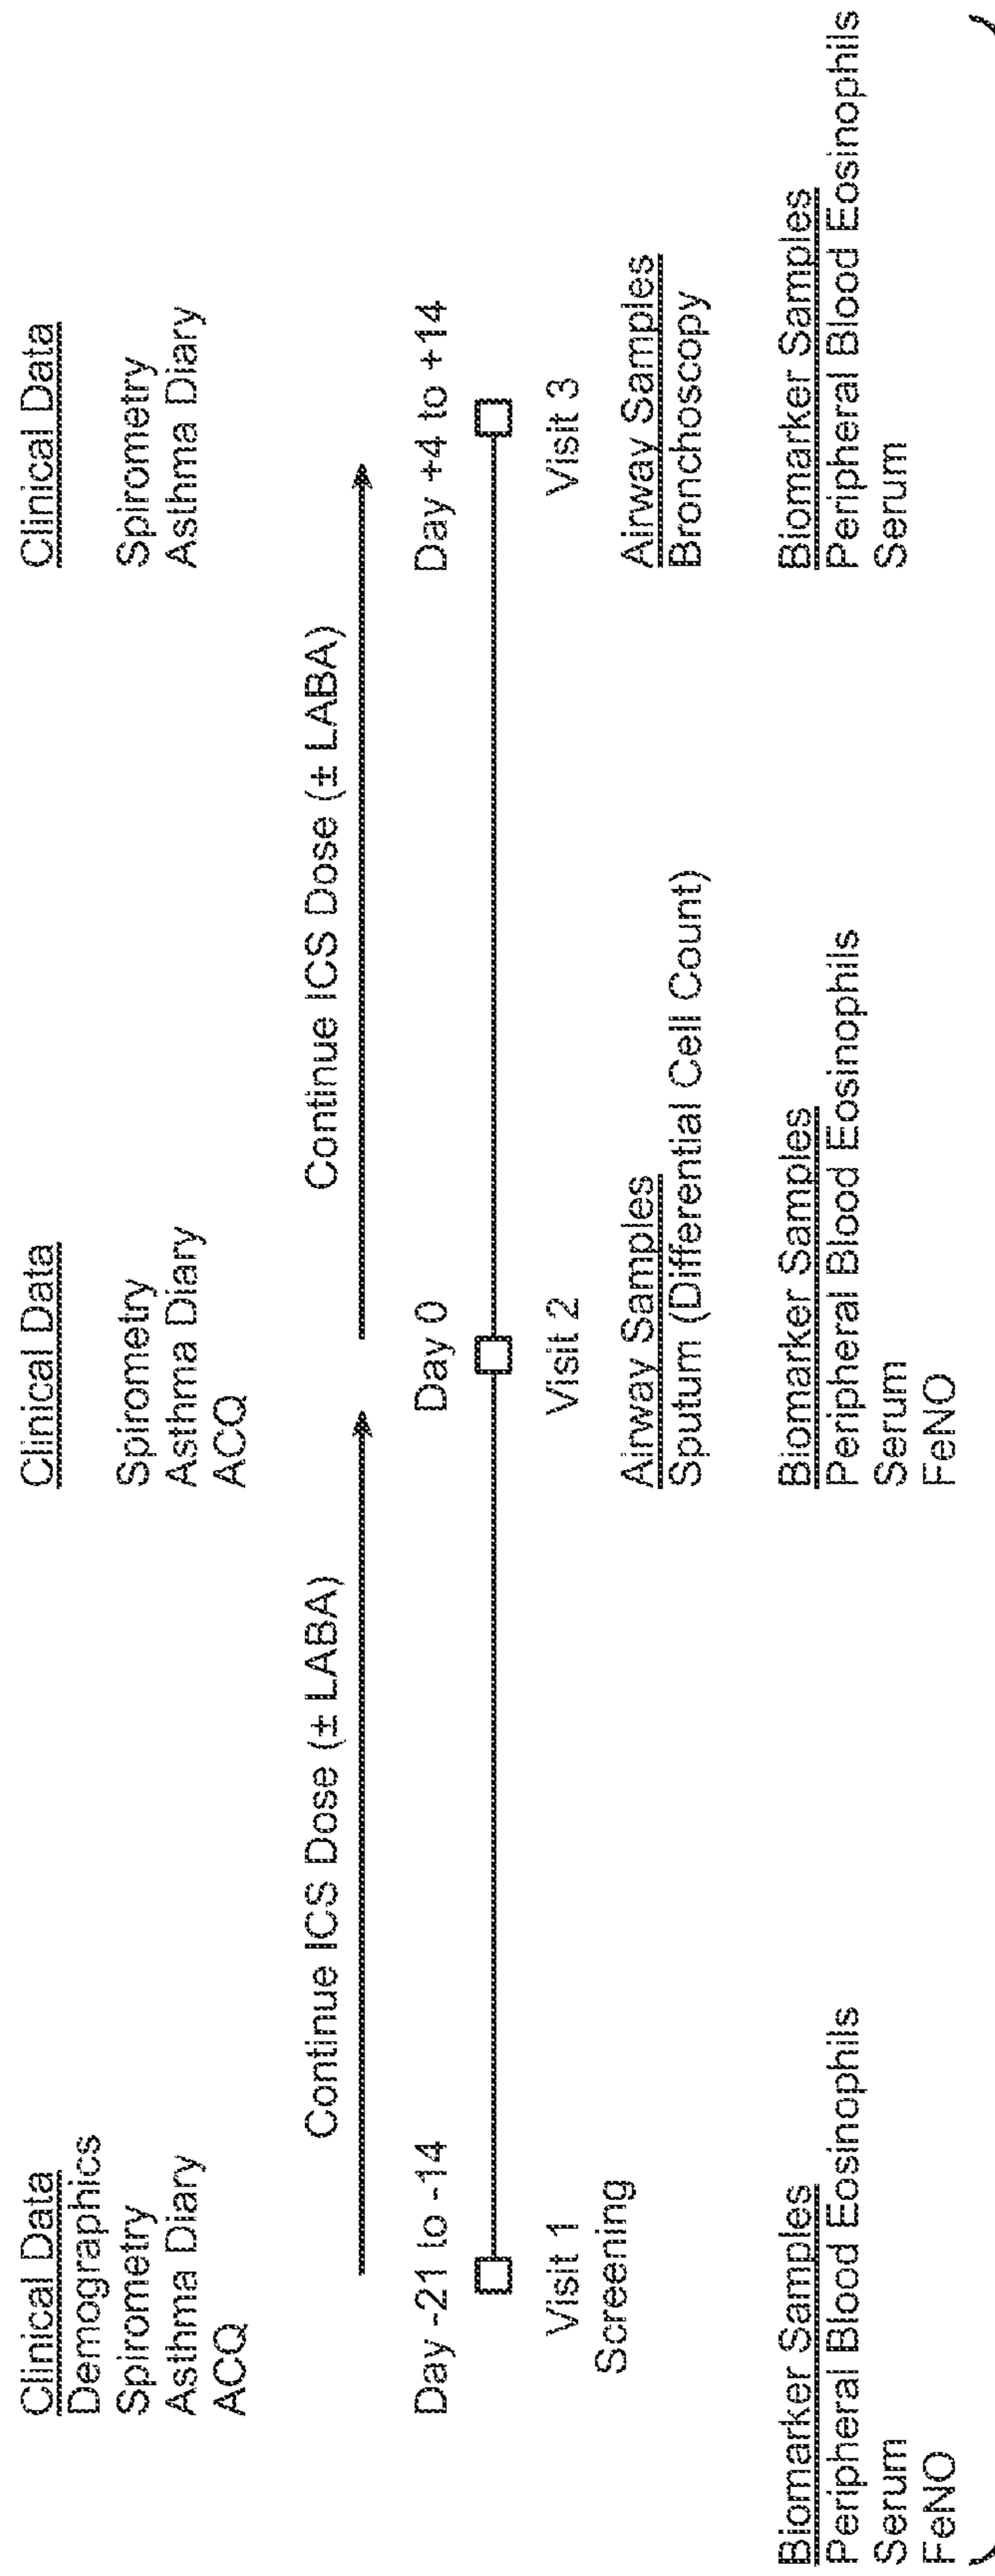 Clinical Data
Demographics
Spirometry
Asthma Diary
ACQ
Clinical Data
Spirometry
Asthma Diary
ACQ
Clinical Data
Spirometry
Asthma Diary
Continue ICS Dose (± LABA)
Continue ICS Dose (± LABA)
Day -21 to -14
Day 0
Day +4 to +14
Visit 1
Screening
Visit 2
Visit 3
Airway Samples
Sputum (Differential Cell Count)
Airway Samples
Bronchoscopy
Biomarker Samples
Peripheral Blood Eosinophils
Serum
FeNO
Biomarker Samples
Peripheral Blood Eosinophils
Serum
FeNO
Biomarker Samples
Peripheral Blood Eosinophils
Serum